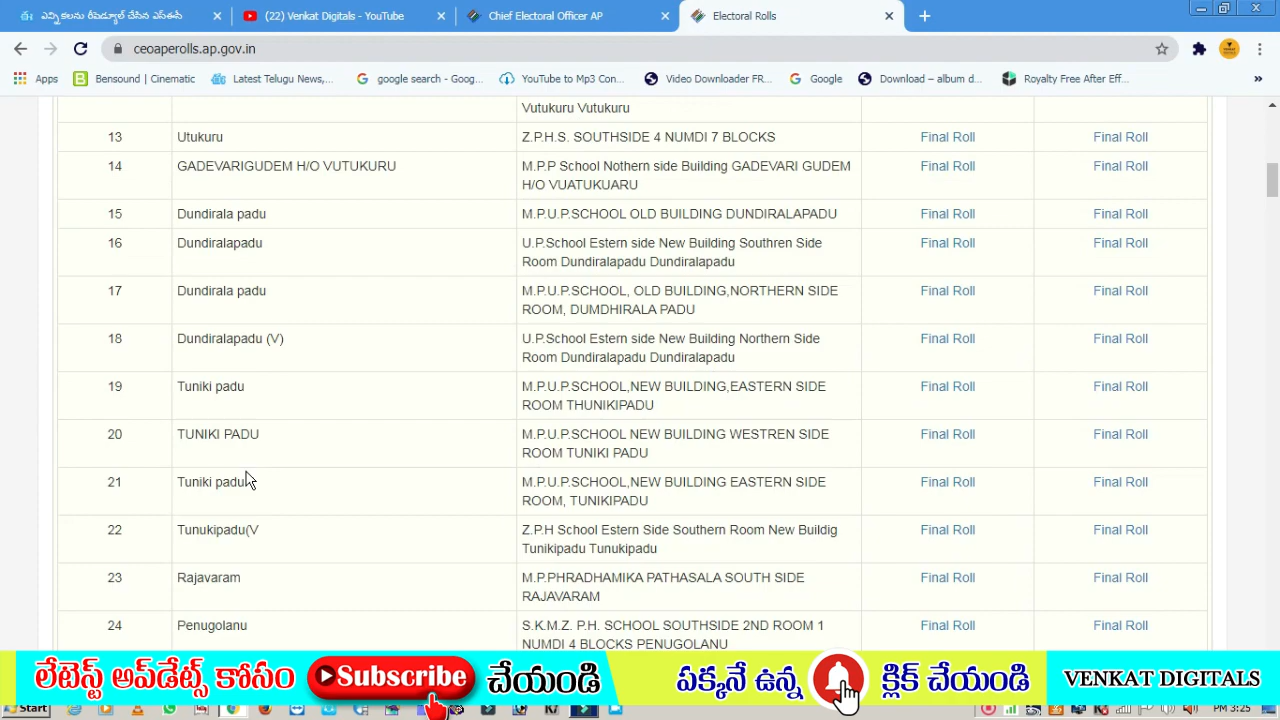 ఎన్నికలను రీషెడ్యూల్ చేసిన ఎస్ఈసీ × (22) Venkat Digitals - YouTube × Chief Electoral Officer AP × Electoral Rolls × +
ceoaperolls.ap.gov.in
Apps Bensound | Cinematic Latest Telugu News,... google search - Goog... YouTube to Mp3 Con... Video Downloader FR... Google Download – album d... Royalty Free After Eff... »
Vutukuru Vutukuru
13 Utukuru Z.P.H.S. SOUTHSIDE 4 NUMDI 7 BLOCKS Final Roll Final Roll
14 GADEVARIGUDEM H/O VUTUKURU M.P.P School Nothern side Building GADEVARI GUDEM Final Roll Final Roll
H/O VUATUKUARU
15 Dundirala padu M.P.U.P.SCHOOL OLD BUILDING DUNDIRALAPADU Final Roll Final Roll
16 Dundiralapadu U.P.School Estern side New Building Southren Side Final Roll Final Roll
Room Dundiralapadu Dundiralapadu
17 Dundirala padu M.P.U.P.SCHOOL, OLD BUILDING,NORTHERN SIDE Final Roll Final Roll
ROOM, DUMDHIRALA PADU
18 Dundiralapadu (V) U.P.School Estern side New Building Northern Side Final Roll Final Roll
Room Dundiralapadu Dundiralapadu
19 Tuniki padu M.P.U.P.SCHOOL,NEW BUILDING,EASTERN SIDE Final Roll Final Roll
ROOM THUNIKIPADU
20 TUNIKI PADU M.P.U.P.SCHOOL NEW BUILDING WESTREN SIDE Final Roll Final Roll
ROOM TUNIKI PADU
21 Tuniki padu M.P.U.P.SCHOOL,NEW BUILDING EASTERN SIDE Final Roll Final Roll
ROOM, TUNIKIPADU
22 Tunukipadu(V Z.P.H School Estern Side Southern Room New Buildig Final Roll Final Roll
Tunikipadu Tunukipadu
23 Rajavaram M.P.PHRADHAMIKA PATHASALA SOUTH SIDE Final Roll Final Roll
RAJAVARAM
24 Penugolanu S.K.M.Z. P.H. SCHOOL SOUTHSIDE 2ND ROOM 1 Final Roll Final Roll
NUMDI 4 BLOCKS PENUGOLANU
లేటెస్ట్ అప్‌డేట్స్ కోసం Subscribe చేయండి పక్కనే ఉన్న క్లిక్ చేయండి VENKAT DIGITALS
Start PM 3:25